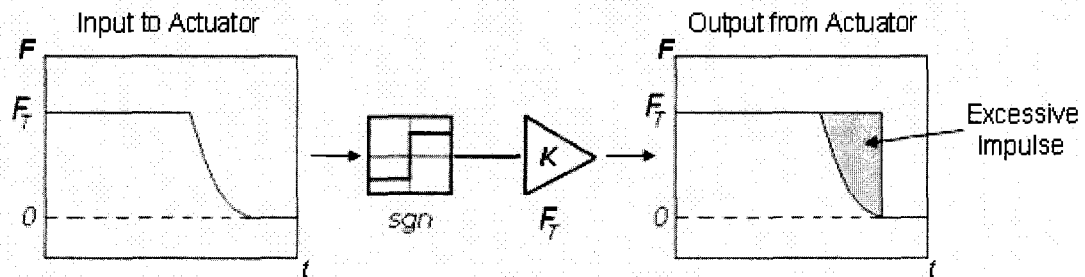 Input to Actuator
F
F_T
0
t
sgn
K
F_T
Output from Actuator
F
F_T
0
t
Excessive
Impulse